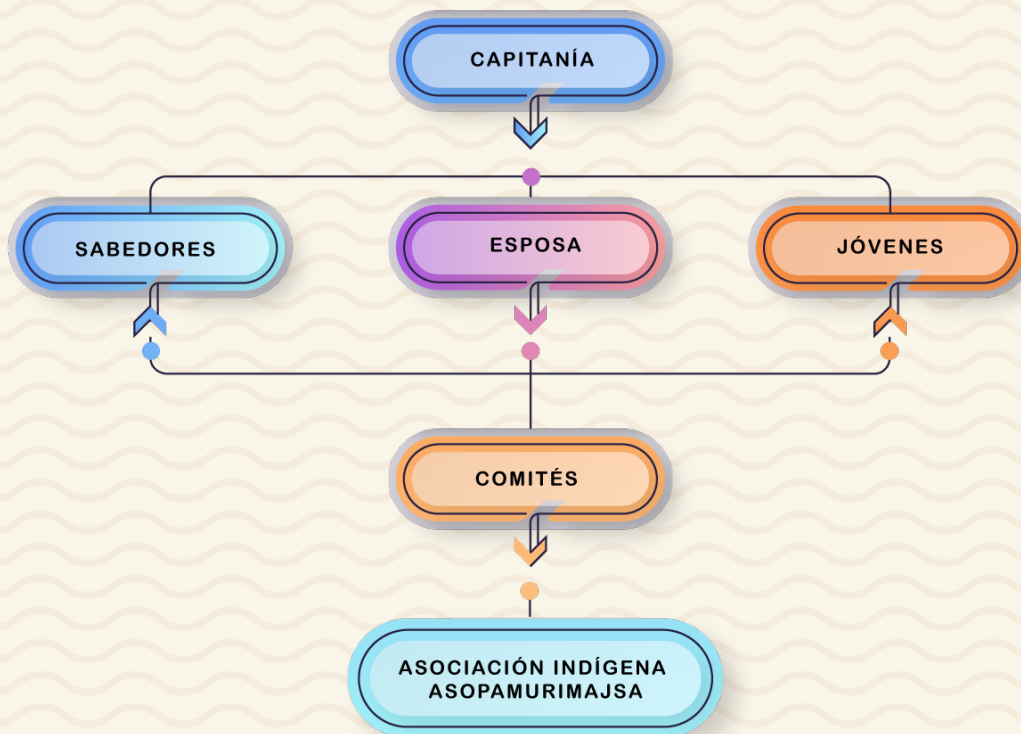 CAPITANÍA
SABEDORES
ESPOSA
JÓVENES
COMITÉS
ASOCIACIÓN INDÍGENA
ASOPAMURIMAJSA